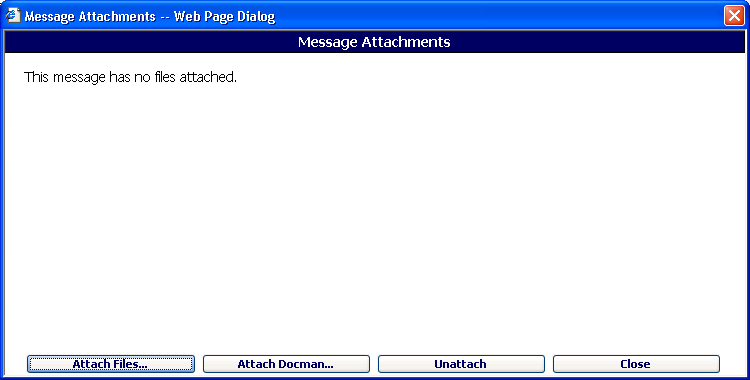 Message Attachments -- Web Page Dialog
Message Attachments
This message has no files attached.
Attach Files... Attach Docman... Unattach Close